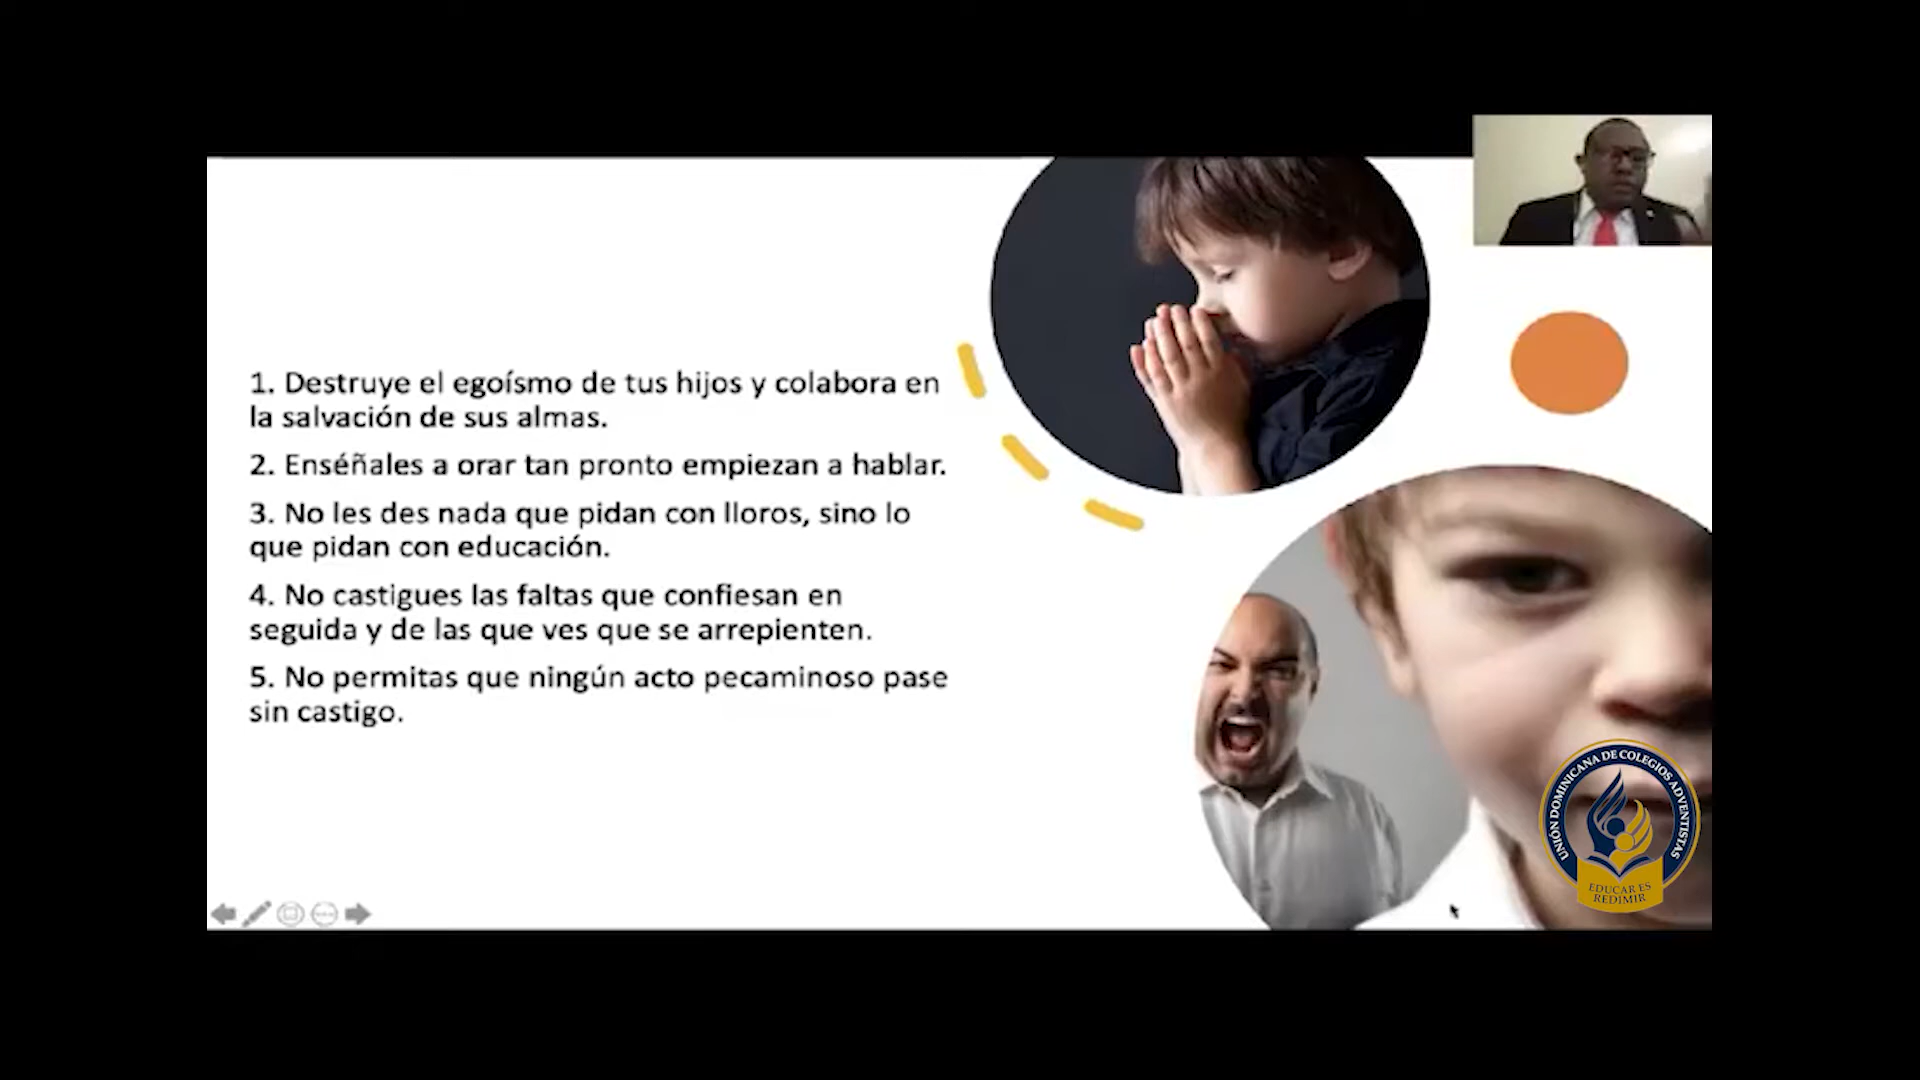 1. Destruye el egoísmo de tus hijos y colabora en
la salvación de sus almas.
2. Enséñales a orar tan pronto empiezan a hablar.
3. No les des nada que pidan con lloros, sino lo
que pidan con educación.
4. No castigues las faltas que confiesan en
seguida y de las que ves que se arrepienten.
5. No permitas que ningún acto pecaminoso pase
sin castigo.
UNIÓN DOMINICANA DE COLEGIOS ADVENTISTAS
EDUCAR ES
REDIMIR